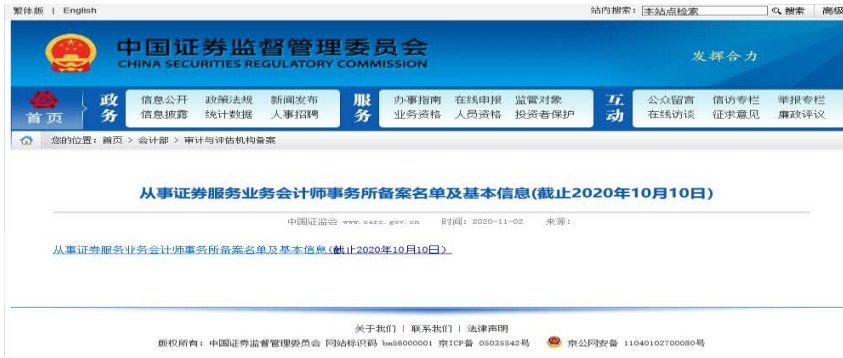 繁体版 | English
站内搜索: 本站点检索 搜索 高级
中国证券监督管理委员会
CHINA SECURITIES REGULATORY COMMISSION
发挥合力
首页
政务
信息公开 政策法规 新闻发布
信息披露 统计数据 人事招聘
服务
办事指南 在线申报 监管对象
业务资格 人员资格 投资者保护
互动
公众留言 信访专栏 举报专栏
在线访谈 征求意见 廉政评议
您的位置: 首页 > 会计部 > 审计与评估机构备案
从事证券服务业务会计师事务所备案名单及基本信息(截止2020年10月10日)
中国证监会 www.csrc.gov.cn 时间: 2020-11-02 来源:
从事证券服务业务会计师事务所备案名单及基本信息(截止2020年10月10日)
关于我们 | 联系我们 | 法律声明
版权所有: 中国证券监督管理委员会 网站标识码 bm56000001 京ICP备 05035542号 京公网安备 11040102700080号